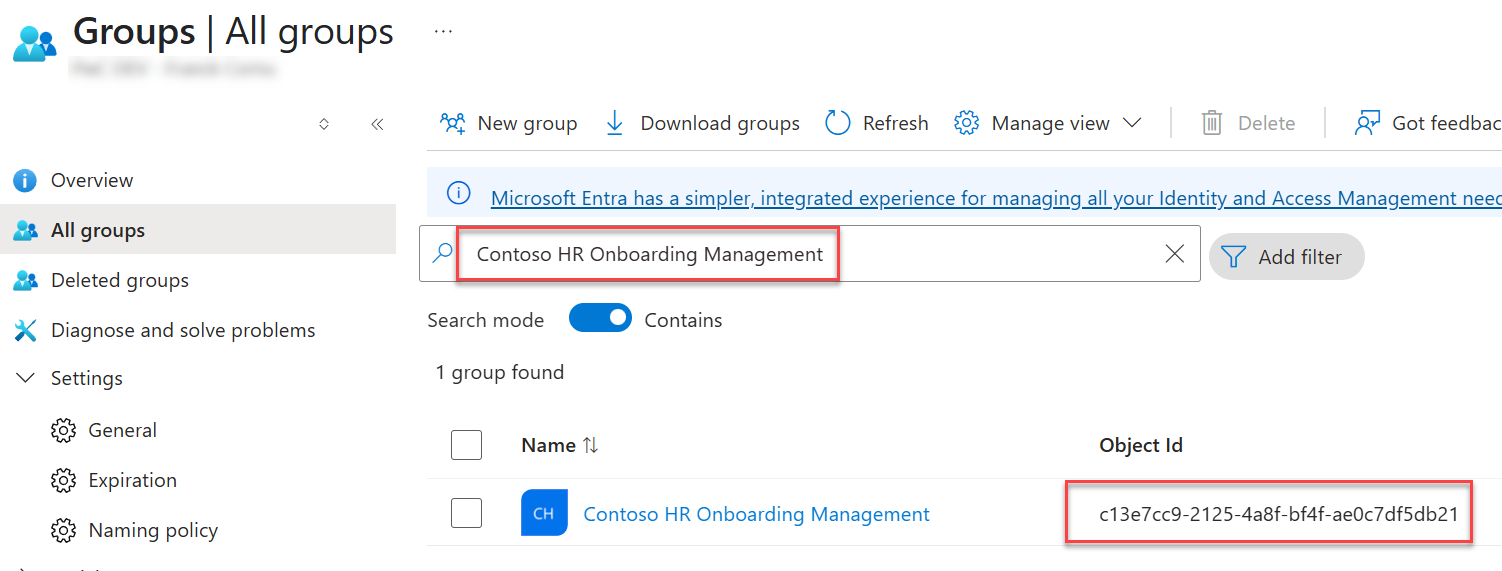 Groups | All groups
...
New group
Download groups
Refresh
Manage view
Delete
Got feedbac
Overview
All groups
Deleted groups
Diagnose and solve problems
Settings
General
Expiration
Naming policy
Microsoft Entra has a simpler, integrated experience for managing all your Identity and Access Management need
Contoso HR Onboarding Management
Add filter
Search mode
Contains
1 group found
Name
Object Id
CH
Contoso HR Onboarding Management
c13e7cc9-2125-4a8f-bf4f-ae0c7df5db21